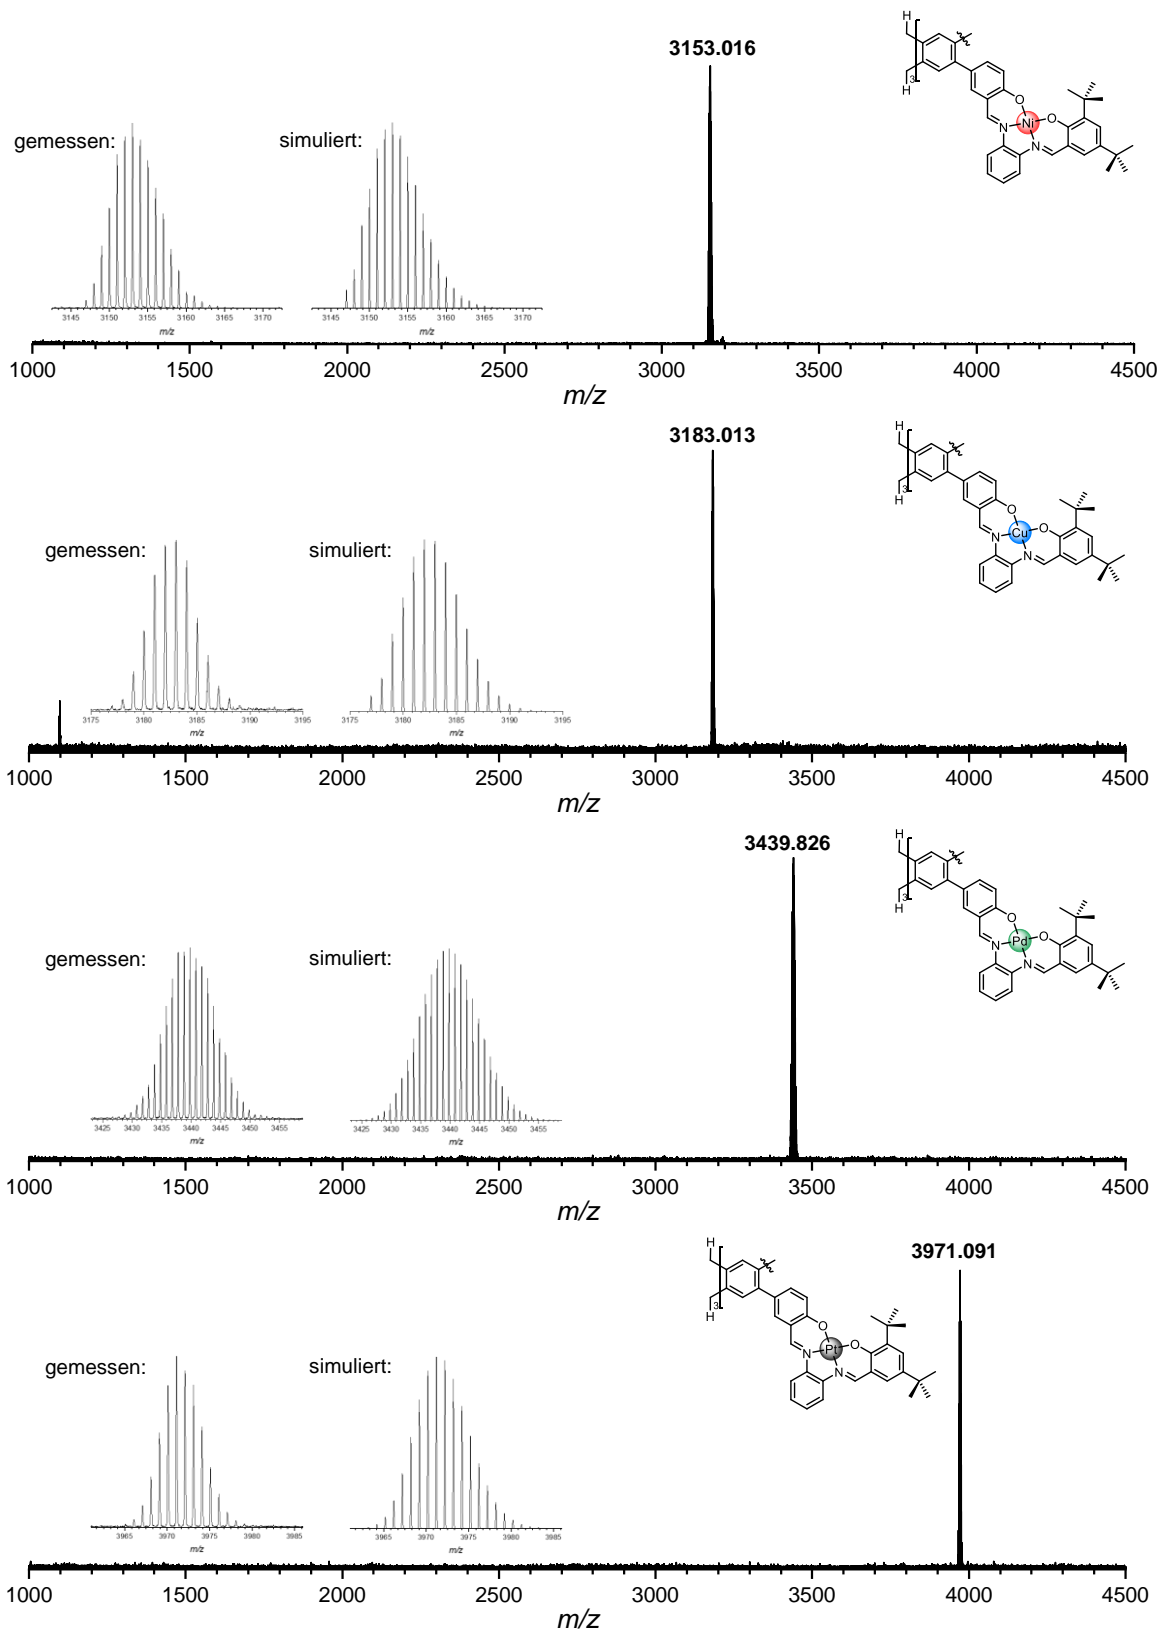 3153.016
H
3
H
O
Ni
O
N
N
gemessen:
simuliert:
3145 3150 3155 3160 3165 3170
m/z
3145 3150 3155 3160 3165 3170
m/z
1000 1500 2000 2500 3000 3500 4000 4500
m/z
3183.013
H
3
H
O
Cu
O
N
N
gemessen:
simuliert:
3175 3180 3185 3190 3195
m/z
3175 3180 3185 3190 3195
m/z
1000 1500 2000 2500 3000 3500 4000 4500
m/z
3439.826
H
3
H
O
Pd
O
N
N
gemessen:
simuliert:
3425 3430 3435 3440 3445 3450 3455
m/z
3425 3430 3435 3440 3445 3450 3455
m/z
1000 1500 2000 2500 3000 3500 4000 4500
m/z
3971.091
H
3
H
O
Pt
O
N
N
gemessen:
simuliert:
3965 3970 3975 3980 3985
m/z
3965 3970 3975 3980 3985
m/z
1000 1500 2000 2500 3000 3500 4000 4500
m/z